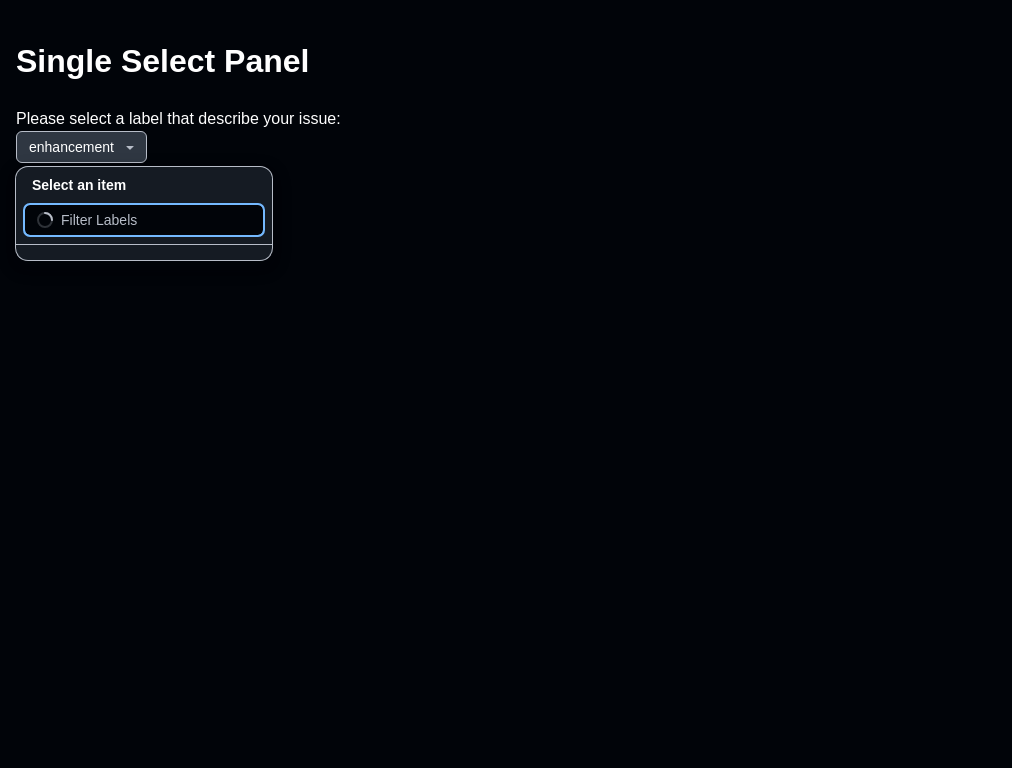 Single Select Panel
Please select a label that describe your issue:
enhancement
Select an item
Filter Labels